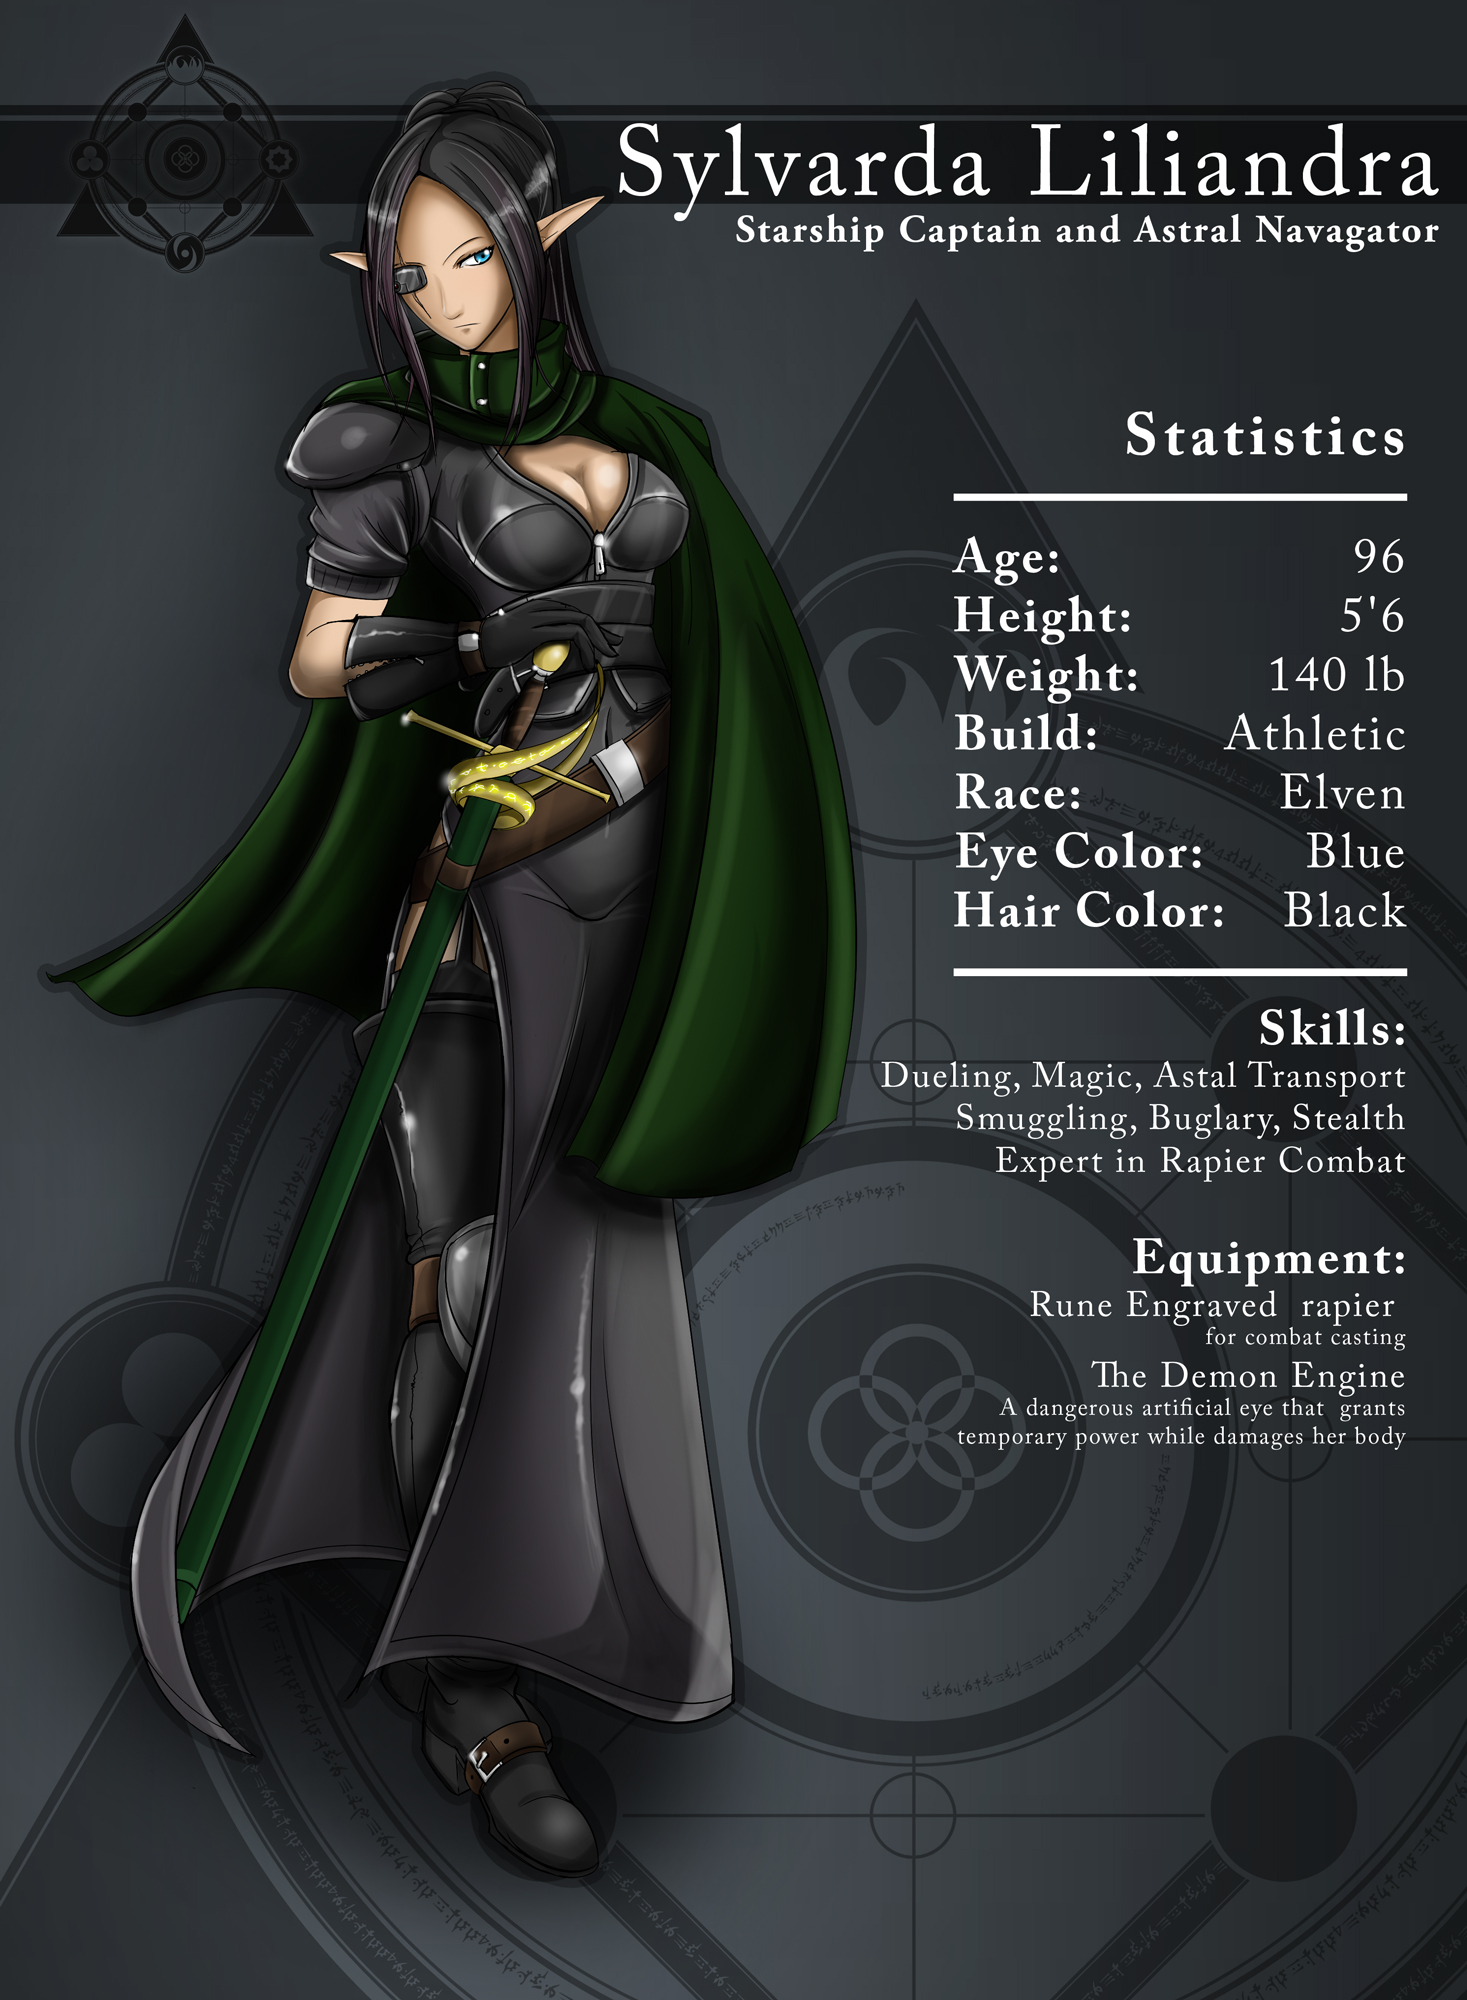 Sylvarda Liliandra
Starship Captain and Astral Navagator
Statistics
Age: 96
Height: 5'6
Weight: 140 lb
Build: Athletic
Race: Elven
Eye Color: Blue
Hair Color: Black
Skills:
Dueling, Magic, Astal Transport
Smuggling, Buglary, Stealth
Expert in Rapier Combat
Equipment:
Rune Engraved rapier
for combat casting
The Demon Engine
A dangerous artificial eye that grants
temporary power while damages her body